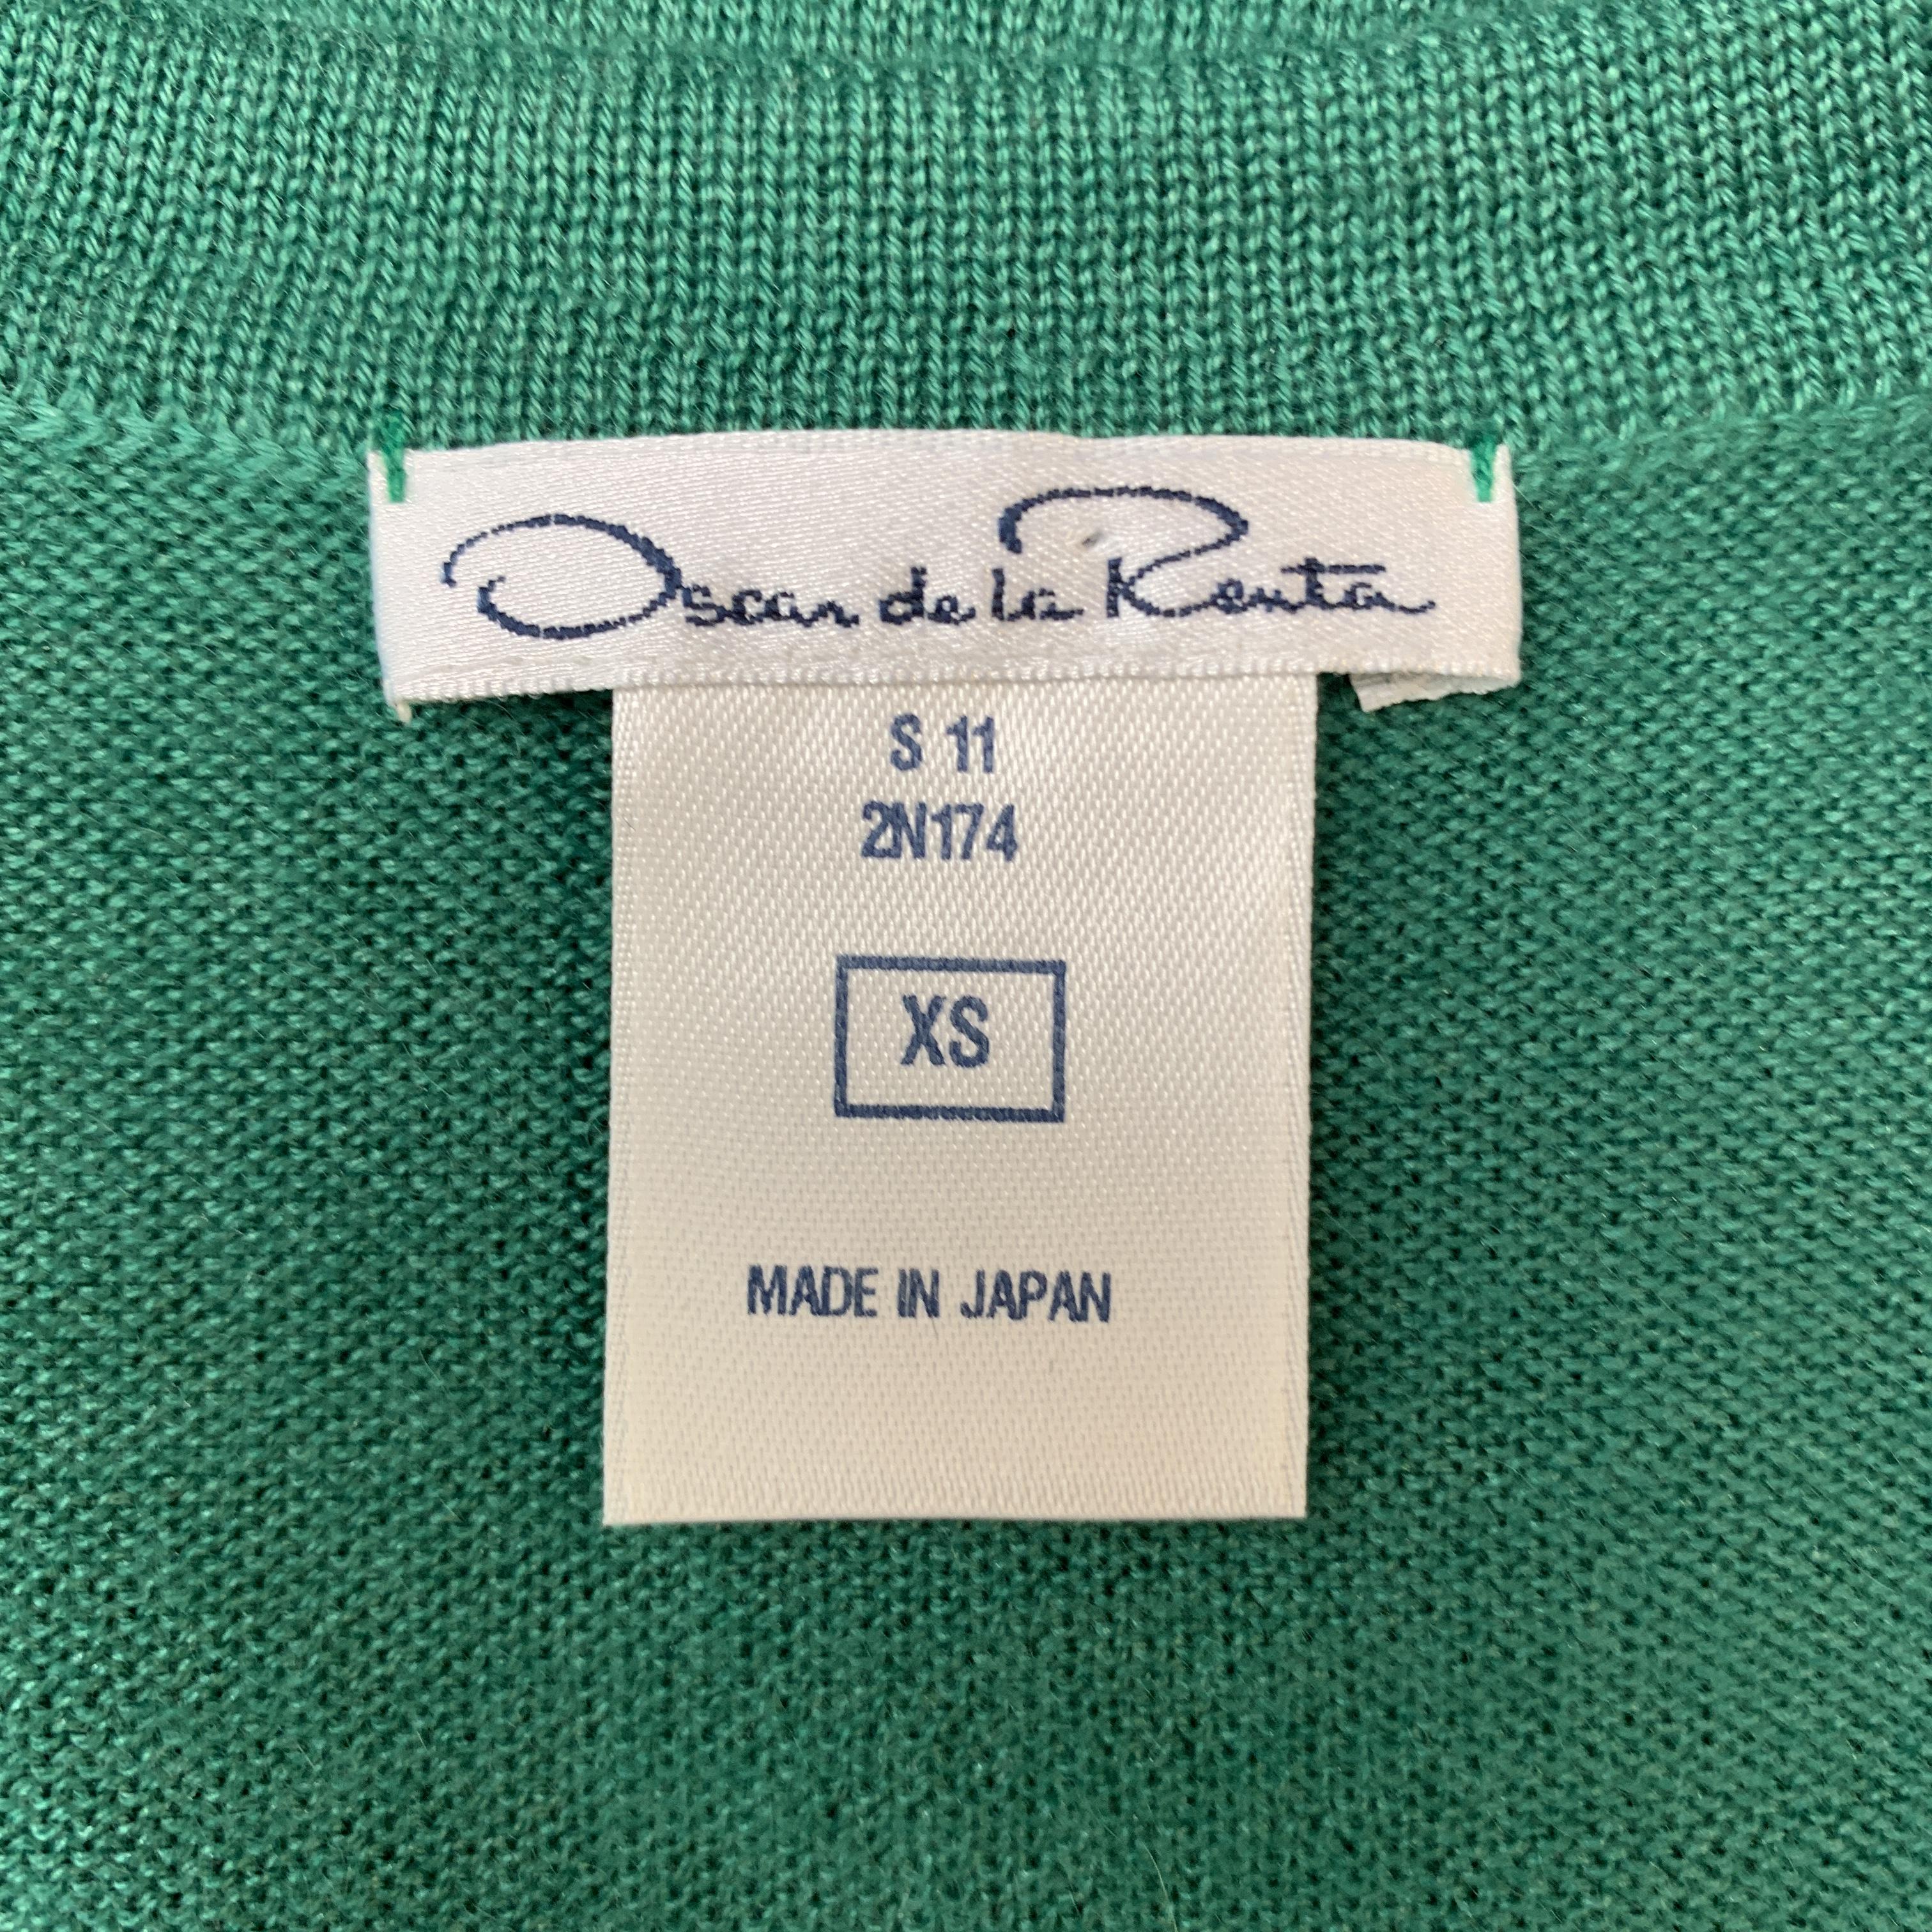 Oscar de la Renta
S 11
2N174
XS
MADE IN JAPAN